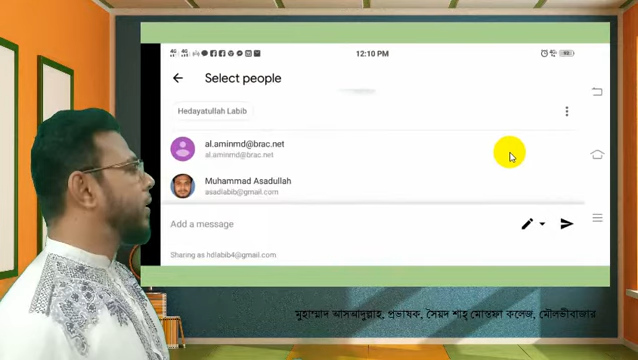 12:10 PM
Select people
Hedayatullah Labib
al.aminmd@brac.net
al.aminmd@brac.net
Muhammad Asadullah
asadlabib@gmail.com
Add a message
Sharing as hdlabib4@gmail.com
মুহাম্মাদ আসআদুল্লাহ, প্রভাষক, সৈয়দ শাহ্ মোস্তফা কলেজ, মৌলভীবাজার